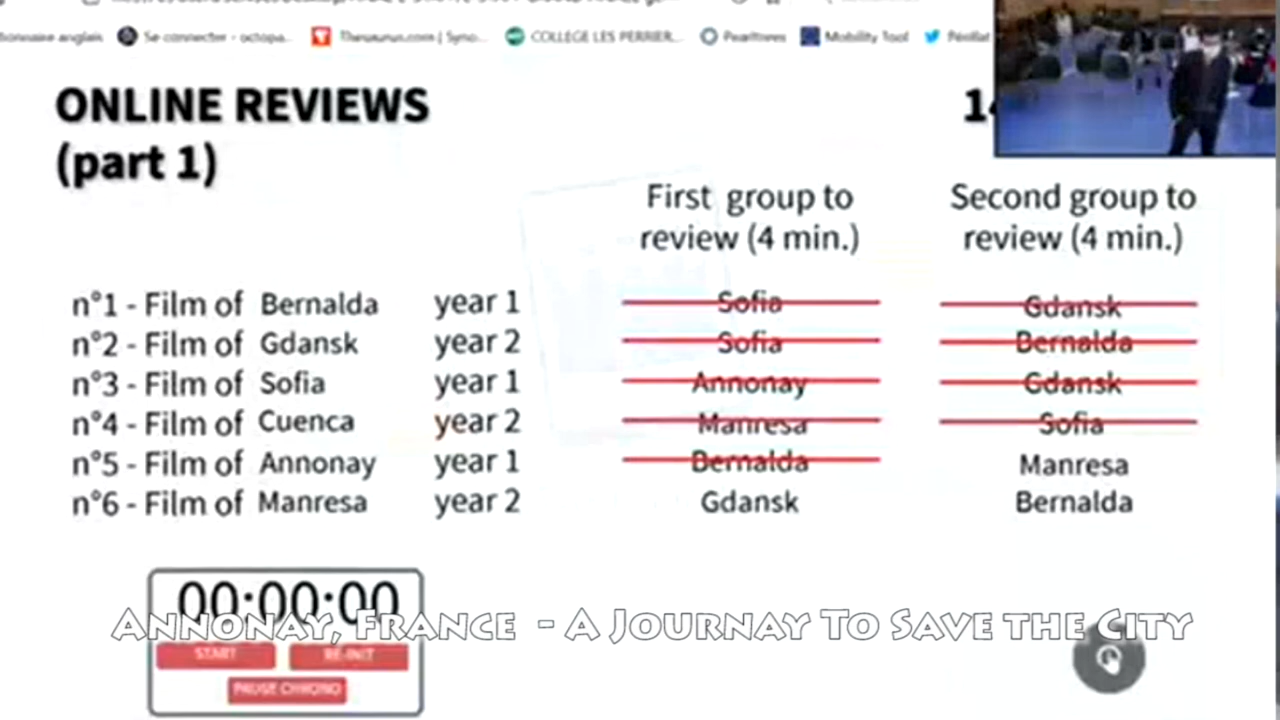 Se connecter - octopa...
Thesaurus.com | Syno...
COLLEGE LES PERRIER...
Pearltrees
Mobility Tool
ONLINE REVIEWS
(part 1)
First group to
review (4 min.)
Second group to
review (4 min.)
n°1 - Film of Bernalda year 1 Sofia Gdansk
n°2 - Film of Gdansk year 2 Sofia Bernalda
n°3 - Film of Sofia year 1 Annonay Gdansk
n°4 - Film of Cuenca year 2 Manresa Sofia
n°5 - Film of Annonay year 1 Bernalda Manresa
n°6 - Film of Manresa year 2 Gdansk Bernalda
00:00:00
ANNONAY, FRANCE - A JOURNAY TO SAVE THE CITY
START RE-INIT
PAUSE CHRONO